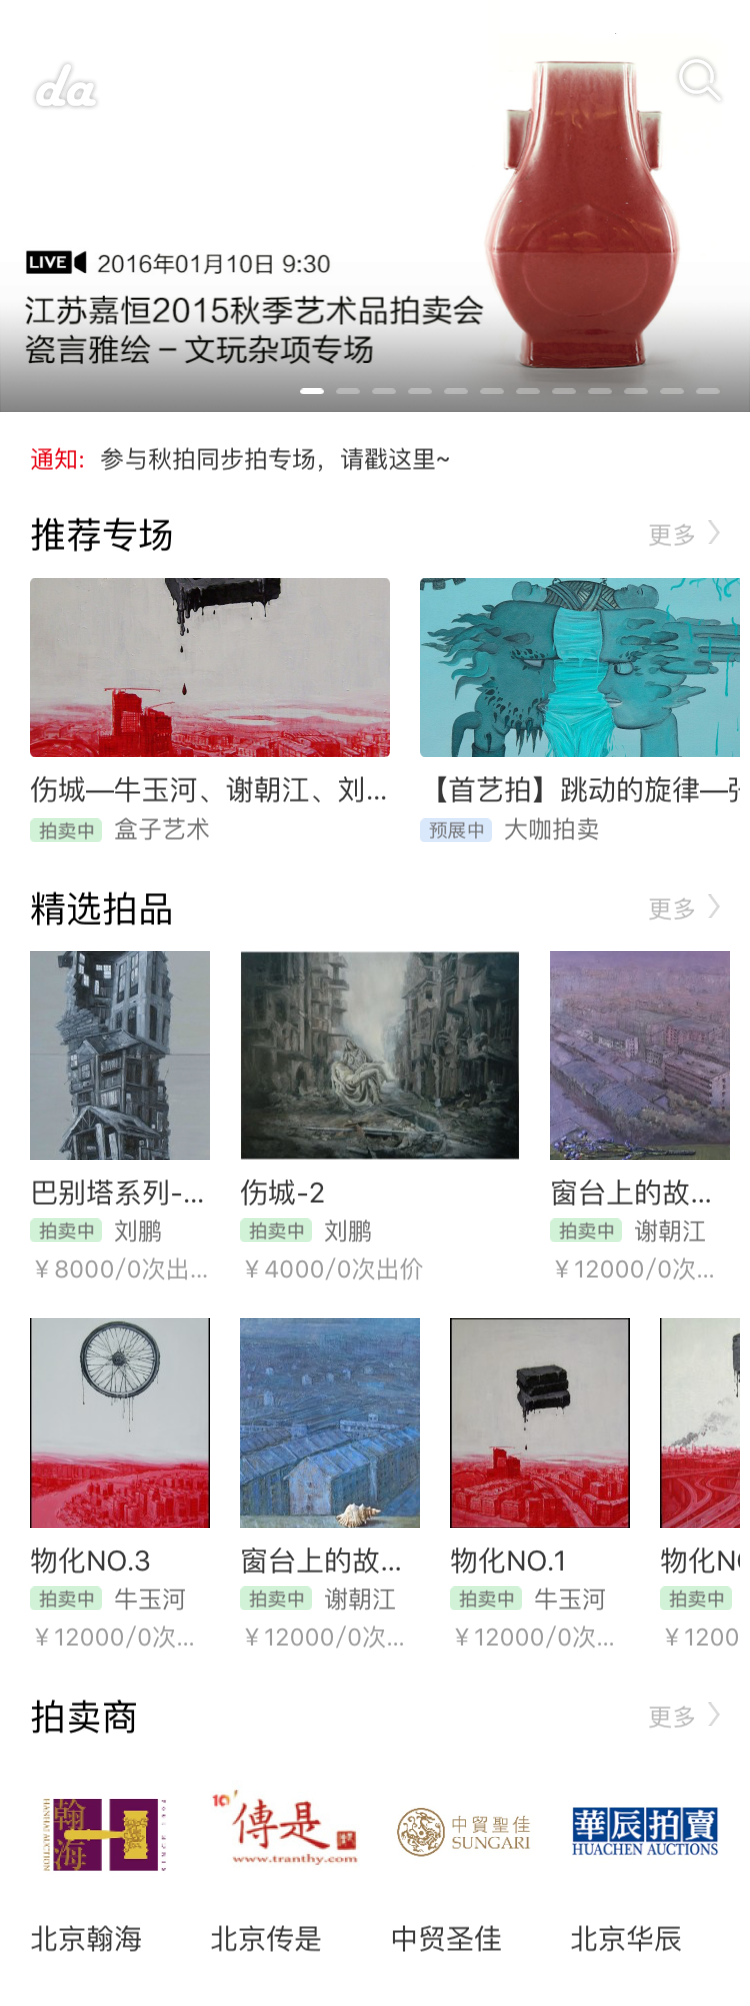 da
LIVE 2016年01月10日 9:30
江苏嘉恒2015秋季艺术品拍卖会
瓷言雅绘 – 文玩杂项专场
通知: 参与秋拍同步拍专场，请戳这里~
推荐专场 更多
伤城—牛玉河、谢朝江、刘... 【首艺拍】跳动的旋律—
拍卖中 盒子艺术 预展中 大咖拍卖
精选拍品 更多
巴别塔系列-... 伤城-2 窗台上的故...
拍卖中 刘鹏 拍卖中 刘鹏 拍卖中 谢朝江
￥8000/0次出... ￥4000/0次出价 ￥12000/0次...
物化NO.3 窗台上的故... 物化NO.1 物化N
拍卖中 牛玉河 拍卖中 谢朝江 拍卖中 牛玉河 拍卖中
￥12000/0次... ￥12000/0次... ￥12000/0次... ￥1200
拍卖商 更多
翰海 HANHAI AUCTION
傳是 www.tranthy.com
中貿聖佳 SUNGARI
華辰拍賣 HUACHEN AUCTIONS
北京翰海 北京传是 中贸圣佳 北京华辰